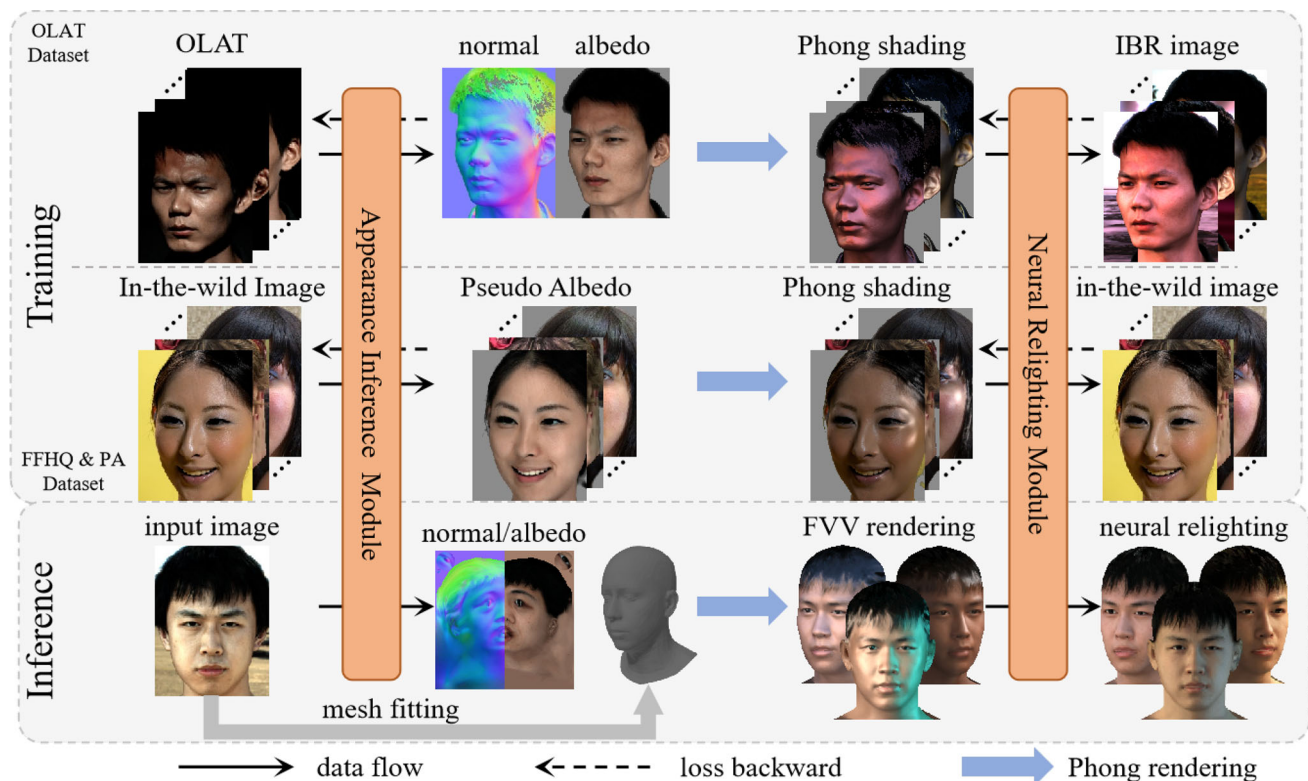 OLAT
Dataset
OLAT
normal
albedo
Phong shading
IBR image
Training
Appearance Inference Module
Neural Relighting Module
In-the-wild Image
Pseudo Albedo
Phong shading
in-the-wild image
FFHQ & PA
Dataset
Inference
input image
normal/albedo
FVV rendering
neural relighting
mesh fitting
data flow
loss backward
Phong rendering